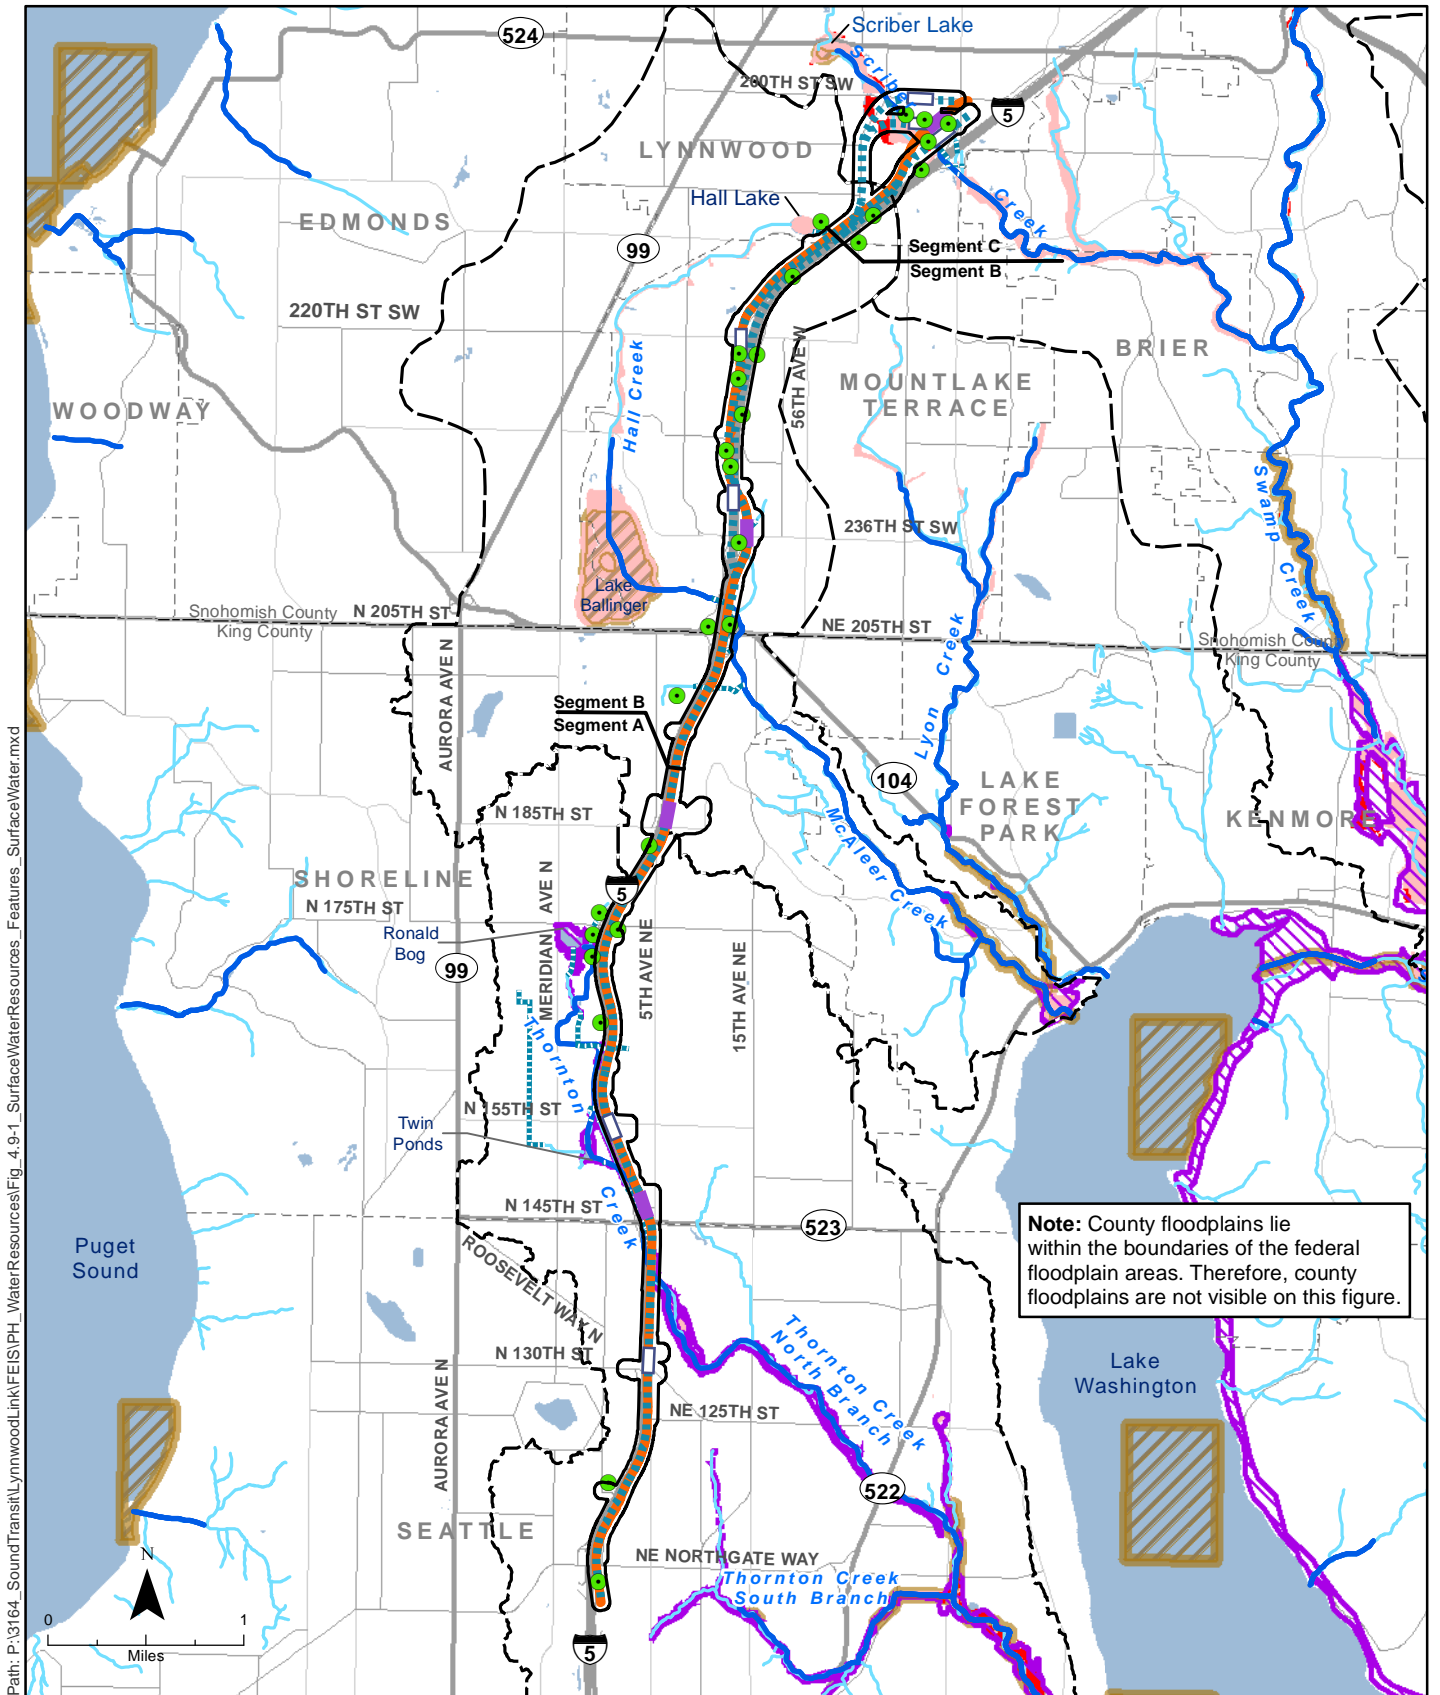 Scriber Lake
524
Scriber
200TH ST SW
5
LYNNWOOD
Hall Lake
Creek
EDMONDS
99
Segment C
Segment B
220TH ST SW
56TH AVE W
BRIER
Hall Creek
MOUNTLAKE
TERRACE
WOODWAY
Swamp
Creek
236TH ST SW
Lake
Ballinger
Snohomish County
King County
N 205TH ST
NE 205TH ST
Snohomish County
King County
Lyon Creek
AURORA AVE N
Segment B
Segment A
104
LAKE
FOREST
PARK
KENMORE
N 185TH ST
McAleer Creek
SHORELINE
5
N 175TH ST
MERIDIAN AVE N
Ronald
Bog
99
5TH AVE NE
15TH AVE NE
Thornton
N 155TH ST
Twin
Ponds
Creek
N 145TH ST
523
Note: County floodplains lie
within the boundaries of the federal
floodplain areas. Therefore, county
floodplains are not visible on this figure.
Puget
Sound
ROOSEVELT WAY N
Thornton Creek
North Branch
N 130TH ST
Lake
Washington
AURORA AVE N
NE 125TH ST
522
SEATTLE
NE NORTHGATE WAY
Thornton Creek
South Branch
N
0
1
Miles
5
Path: P:\3164_SoundTransit\LynnwoodLink\FEIS\PH_WaterResources\Fig_4.9-1_SurfaceWaterResources_Features_SurfaceWater.mxd